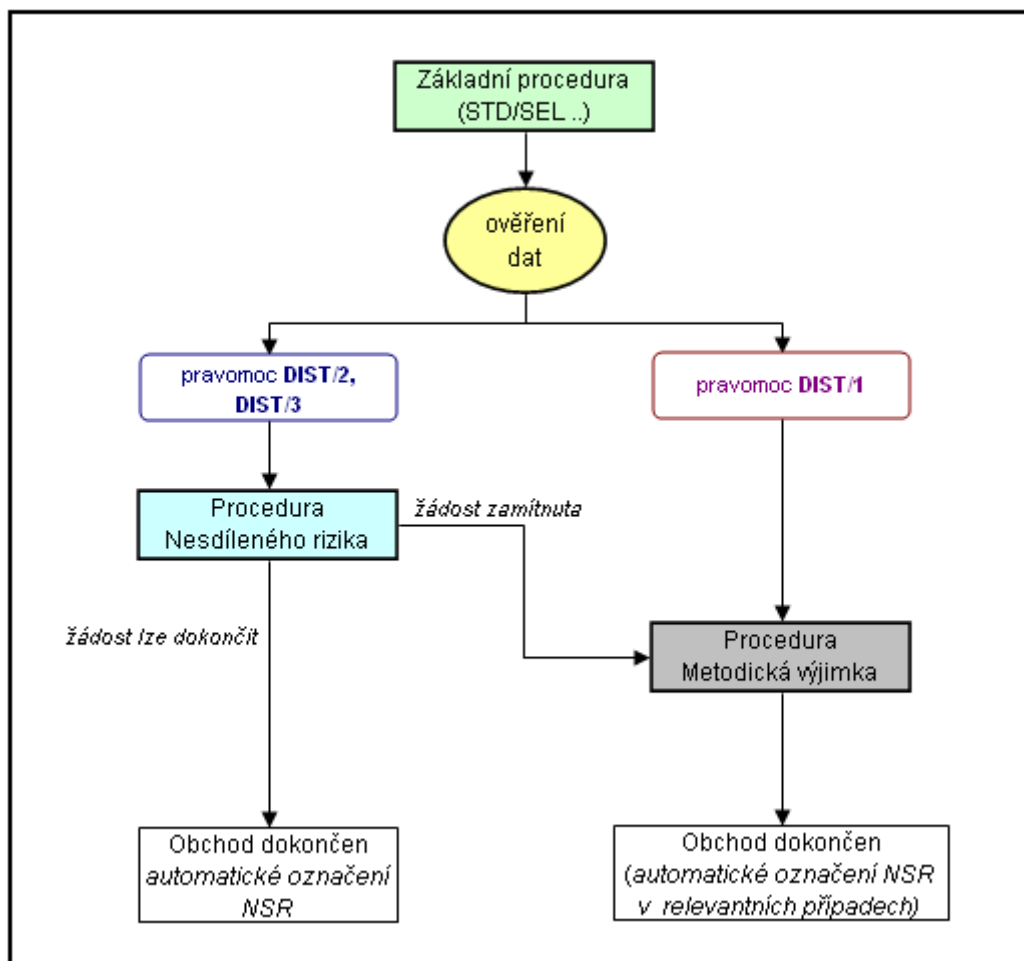 Základní procedura
(STD/SEL ..)
ověření
dat
pravomoc DIST/2,
DIST/3
pravomoc DIST/1
Procedura
Nesdíleného rizika
žádost zamítnuta
žádost lze dokončit
Procedura
Metodická výjimka
Obchod dokončen
automatické označení
NSR
Obchod dokončen
(automatické označení NSR
v relevantních případech)